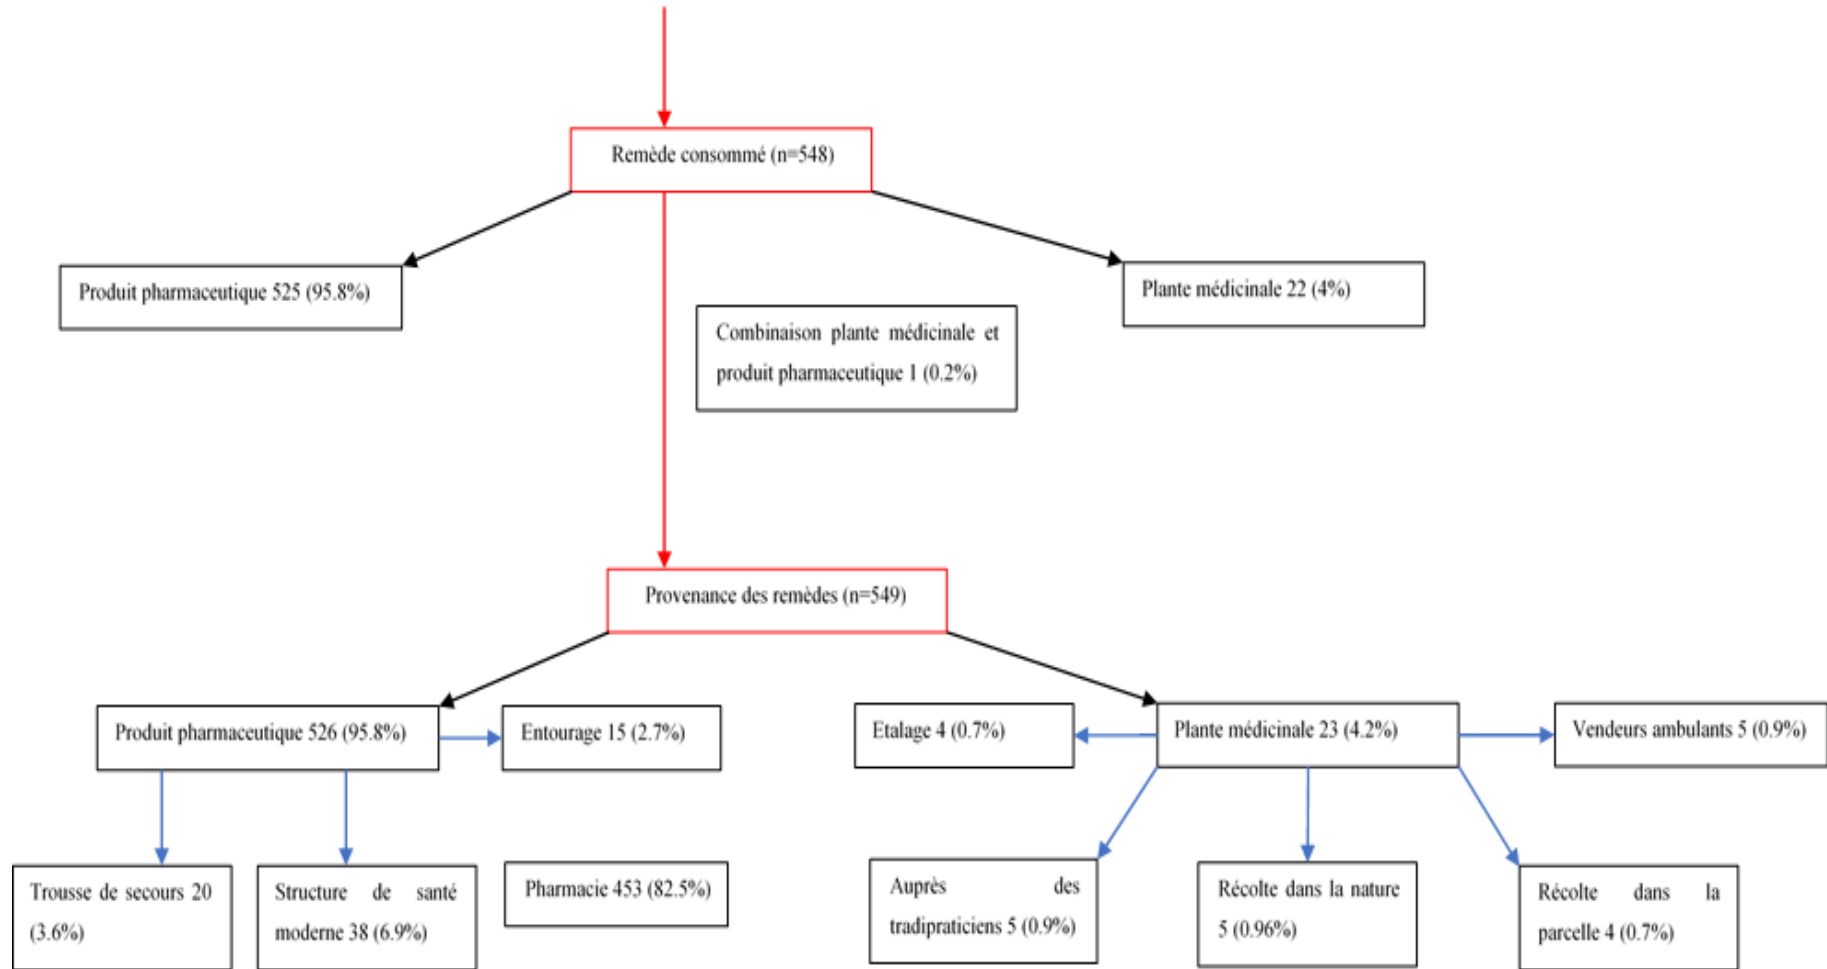 Remède consommé (n=548)
Produit pharmaceutique 525 (95.8%)
Plante médicinale 22 (4%)
Combinaison plante médicinale et
produit pharmaceutique 1 (0.2%)
Provenance des remèdes (n=549)
Produit pharmaceutique 526 (95.8%)
Entourage 15 (2.7%)
Etalage 4 (0.7%)
Plante médicinale 23 (4.2%)
Vendeurs ambulants 5 (0.9%)
Trousse de secours 20
(3.6%)
Structure de santé
moderne 38 (6.9%)
Pharmacie 453 (82.5%)
Auprès des
tradipraticiens 5 (0.9%)
Récolte dans la nature
5 (0.96%)
Récolte dans la
parcelle 4 (0.7%)